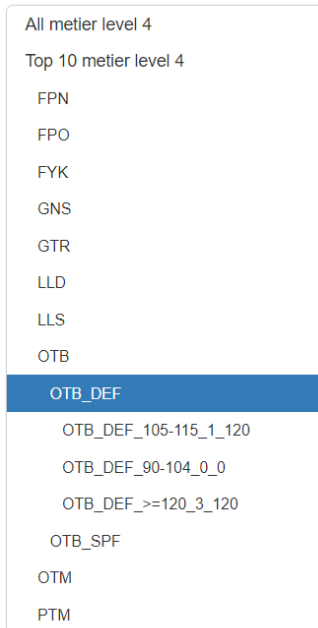 All metier level 4
Top 10 metier level 4
FPN
FPO
FYK
GNS
GTR
LLD
LLS
OTB
OTB_DEF
OTB_DEF_105-115_1_120
OTB_DEF_90-104_0_0
OTB_DEF_>=120_3_120
OTB_SPF
OTM
PTM